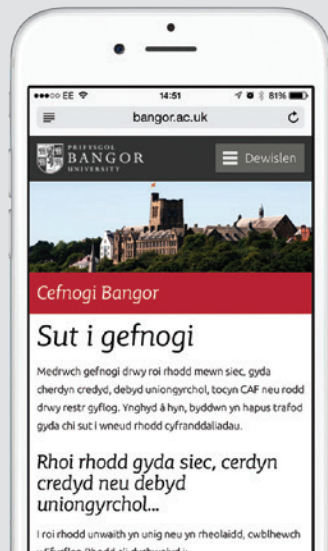 EE 14:51 81%
bangor.ac.uk
PRIFYSGOL
BANGOR
UNIVERSITY
Dewislen
Cefnogi Bangor
Sut i gefnogi
Medrwch gefnogi drwy roi rhodd mewn siec, gyda
cherdyn credyd, debyd uniongyrchol, tocyn CAF neu rodd
drwy restr gyflog. Ynghyd â hyn, byddwn yn hapus trafod
gyda chi sut i wneud rhodd cyfranddaliadau.
Rhoi rhodd gyda siec, cerdyn
credyd neu debyd
uniongyrchol...
I roi rhodd unwaith yn unig neu yn rheolaidd, cwblhewch